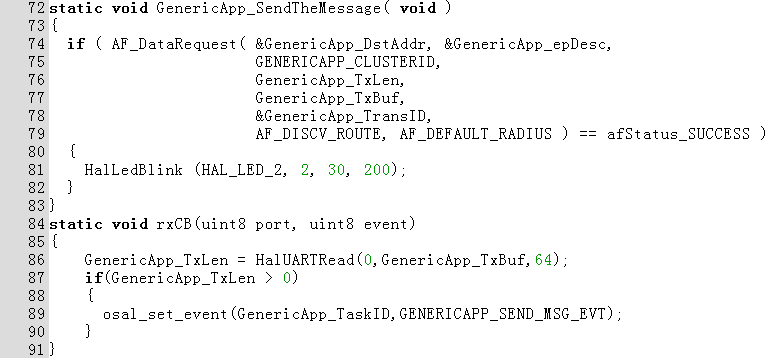 72 static void GenericApp_SendTheMessage( void )
73 {
74   if ( AF_DataRequest( &GenericApp_DstAddr, &GenericApp_epDesc,
75                        GENERICAPP_CLUSTERID,
76                        GenericApp_TxLen,
77                        GenericApp_TxBuf,
78                        &GenericApp_TransID,
79                        AF_DISCV_ROUTE, AF_DEFAULT_RADIUS ) == afStatus_SUCCESS )
80   {
81     HalLedBlink (HAL_LED_2, 2, 30, 200);
82   }
83 }
84 static void rxCB(uint8 port, uint8 event)
85 {
86     GenericApp_TxLen = HalUARTRead(0,GenericApp_TxBuf,64);
87     if(GenericApp_TxLen > 0)
88     {
89       osal_set_event(GenericApp_TaskID,GENERICAPP_SEND_MSG_EVT);
90     }
91 }